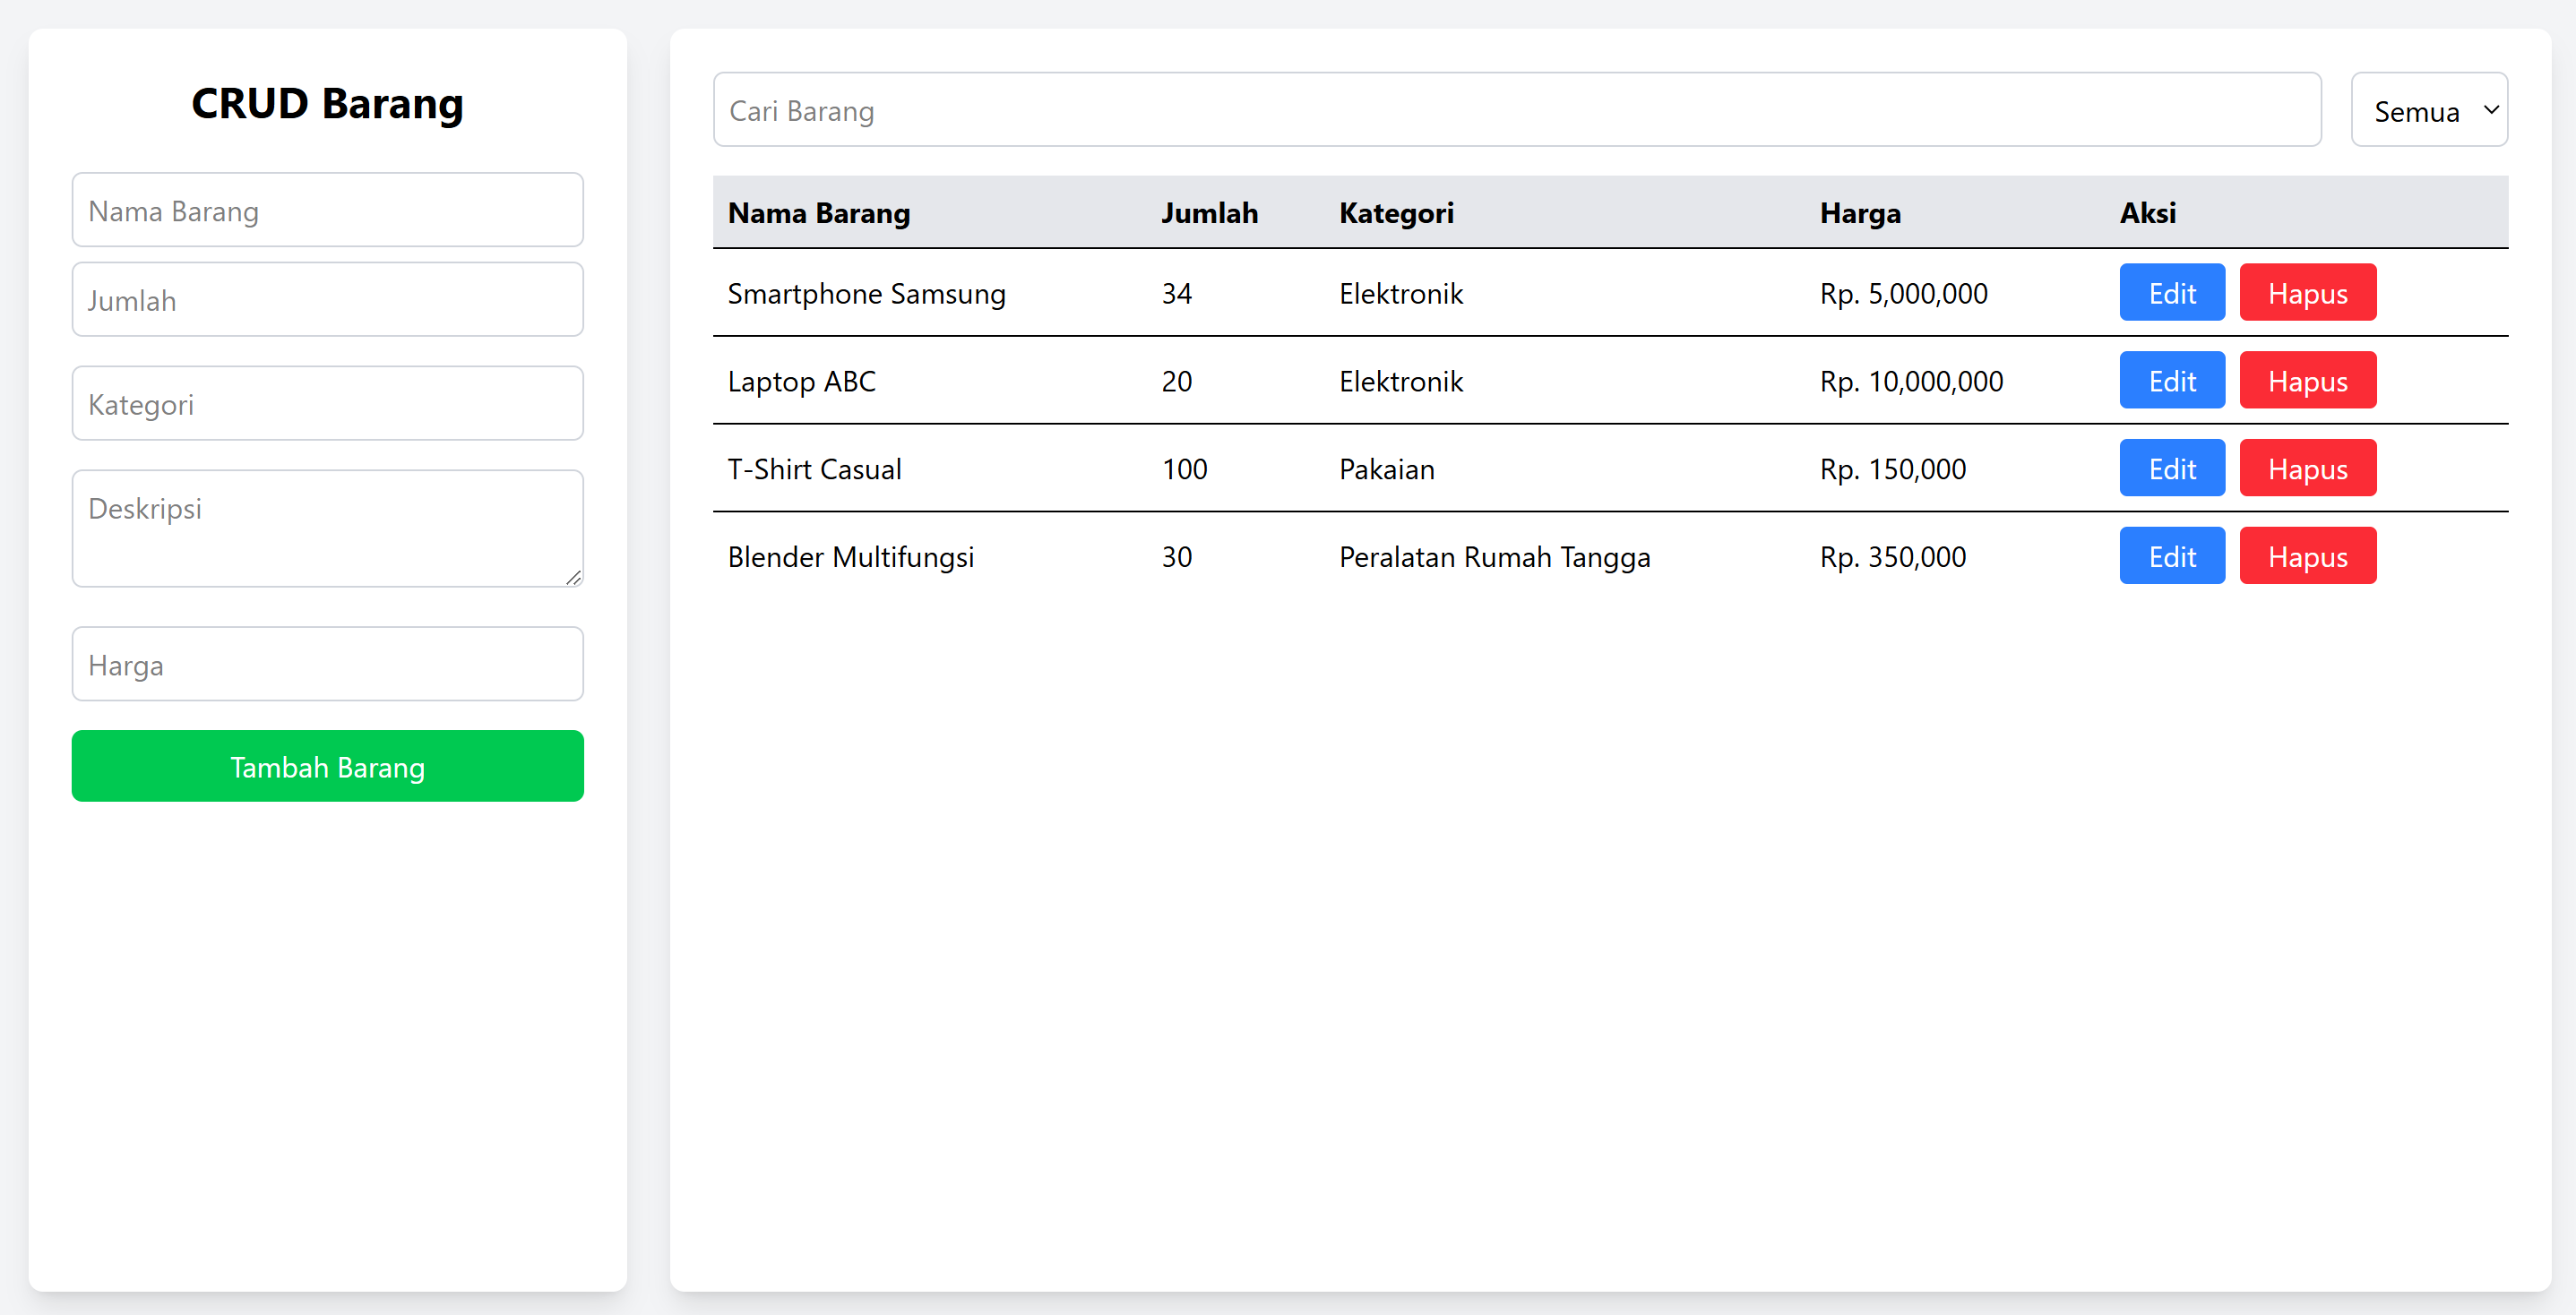 CRUD Barang
Nama Barang
Jumlah
Kategori
Deskripsi
Harga
Tambah Barang
Cari Barang Semua
Nama Barang Jumlah Kategori Harga Aksi
Smartphone Samsung 34 Elektronik Rp. 5,000,000 Edit Hapus
Laptop ABC 20 Elektronik Rp. 10,000,000 Edit Hapus
T-Shirt Casual 100 Pakaian Rp. 150,000 Edit Hapus
Blender Multifungsi 30 Peralatan Rumah Tangga Rp. 350,000 Edit Hapus